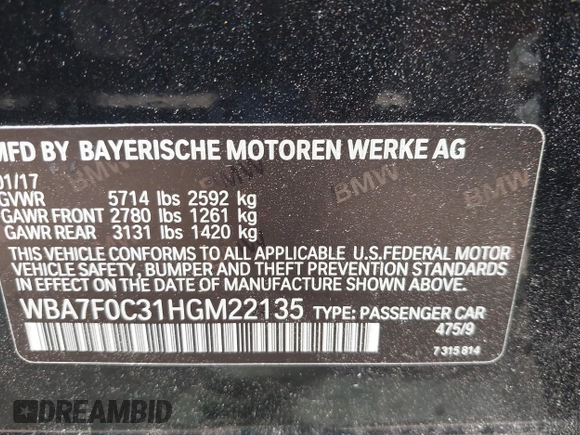 MFD BY BAYERISCHE MOTOREN WERKE AG
01/17
GVWR 5714 lbs 2592 kg
GAWR FRONT 2780 lbs 1261 kg
GAWR REAR 3131 lbs 1420 kg
THIS VEHICLE CONFORMS TO ALL APPLICABLE U.S.FEDERAL MOTOR
VEHICLE SAFETY, BUMPER AND THEFT PREVENTION STANDARDS
IN EFFECT ON THE DATE OF MANUFACTURE SHOWN ABOVE.
WBA7F0C31HGM22135 TYPE: PASSENGER CAR
475/9
7 315 814
BMW
BMW
BMW
BMW
DREAMBID